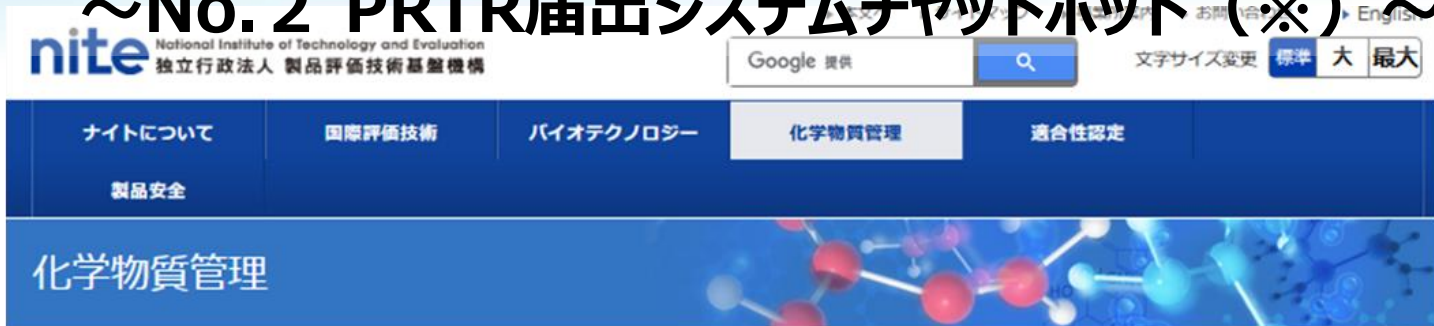 ～No.2 PRTR届出システムチャットボット（※）～
English
nite National Institute of Technology and Evaluation
独立行政法人 製品評価技術基盤機構
Google 提供
文字サイズ変更 標準 大 最大
ナイトについて 国際評価技術 バイオテクノロジー 化学物質管理 適合性認定
製品安全
化学物質管理
HO